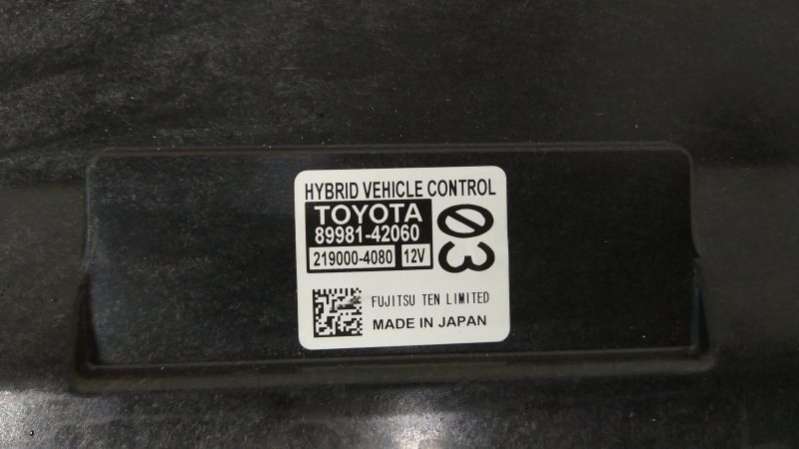 HYBRID VEHICLE CONTROL
TOYOTA
89981-42060
219000-4080 12V
03
FUJITSU TEN LIMITED
MADE IN JAPAN